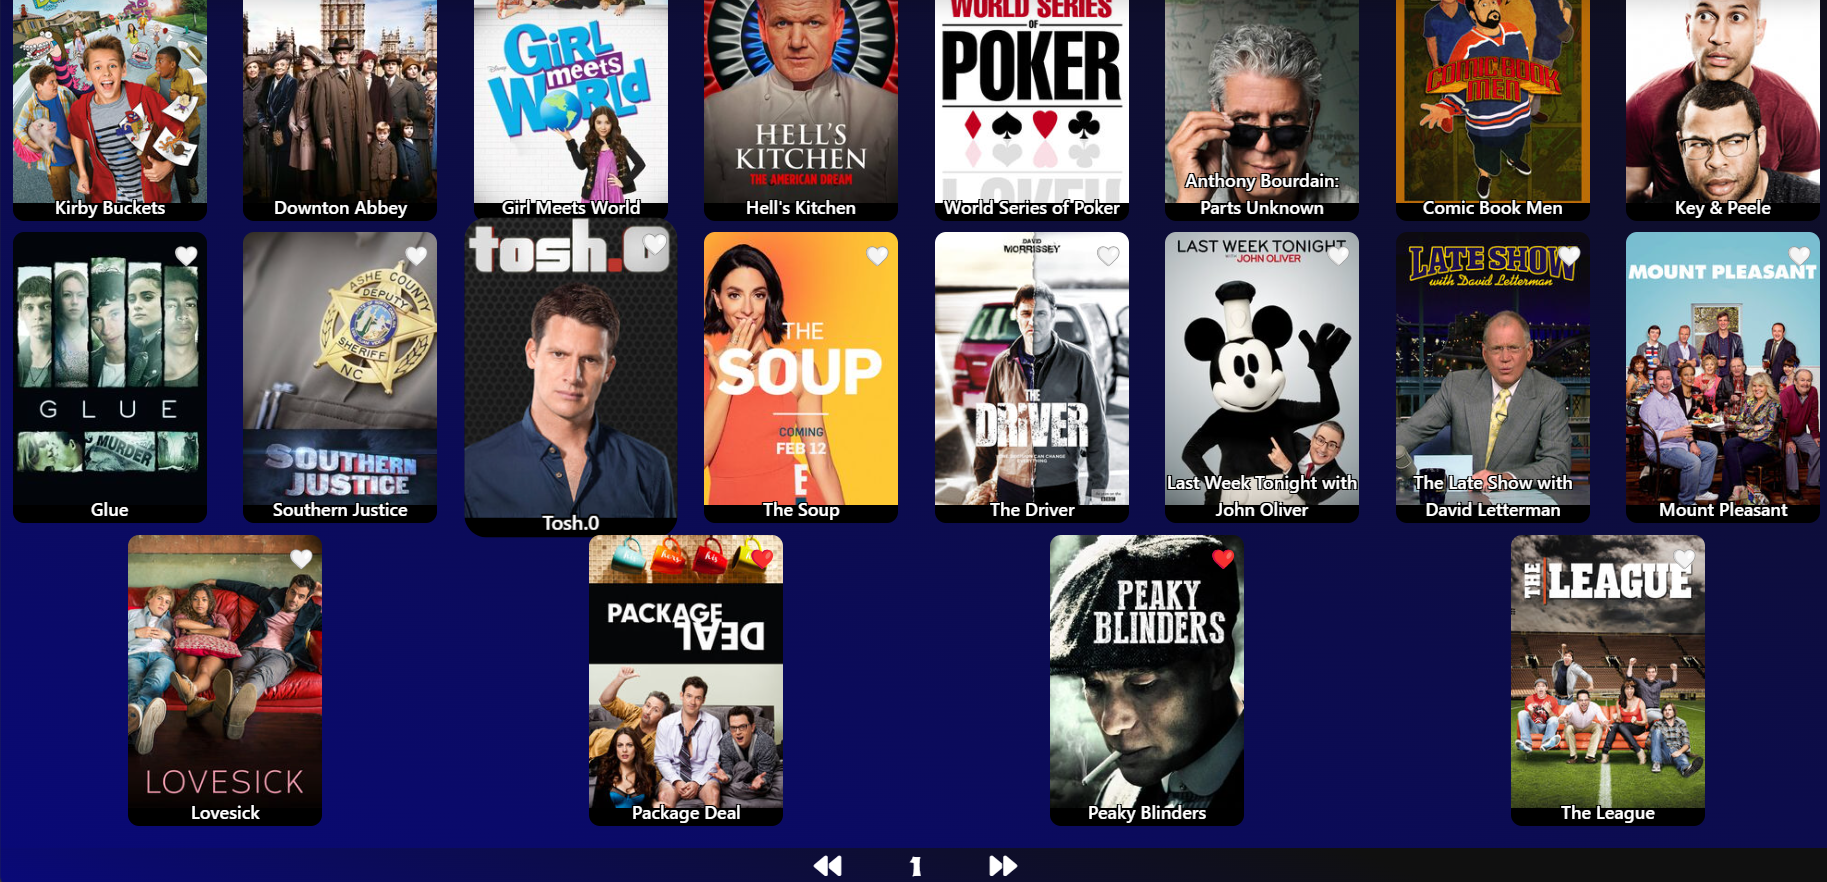 GIRL
meets
WORLD
HELL'S
KITCHEN
THE AMERICAN DREAM
WORLD SERIES
OF
POKER
COMIC BOOK
MEN
Kirby Buckets
Downton Abbey
Girl Meets World
Hell's Kitchen
World Series of Poker
Anthony Bourdain:
Parts Unknown
Comic Book Men
Key & Peele
GLUE
MURDER
Glue
ASHE COUNTY
DEPUTY
SHERIFF
NC
SOUTHERN
JUSTICE
Southern Justice
tosh.0
Tosh.0
THE
SOUP
COMING
FEB 12
E
The Soup
DAVID
MORRISSEY
THE
DRIVER
The Driver
LAST WEEK TONIGHT
WITH JOHN OLIVER
Last Week Tonight with
John Oliver
LATE SHOW
with David Letterman
The Late Show with
David Letterman
MOUNT PLEASANT
Mount Pleasant
LOVESICK
Lovesick
his
hers
his
PACKAGE
DEAL
Package Deal
PEAKY
BLINDERS
Peaky Blinders
THE LEAGUE
The League
1